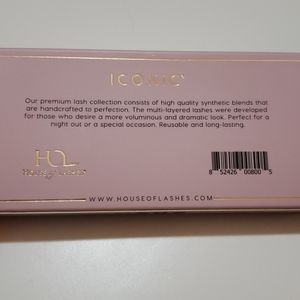 ICONIC
Our premium lash collection consists of high quality synthetic blends that
are handcrafted to perfection. The multi-layered lashes were developed
for those who desire a more voluminous and dramatic look. Perfect for a
night out or a special occasion. Reusable and long-lasting.
HOL
HOUSE of LASHES
8 52426 00800 5
WWW.HOUSEOFLASHES.COM